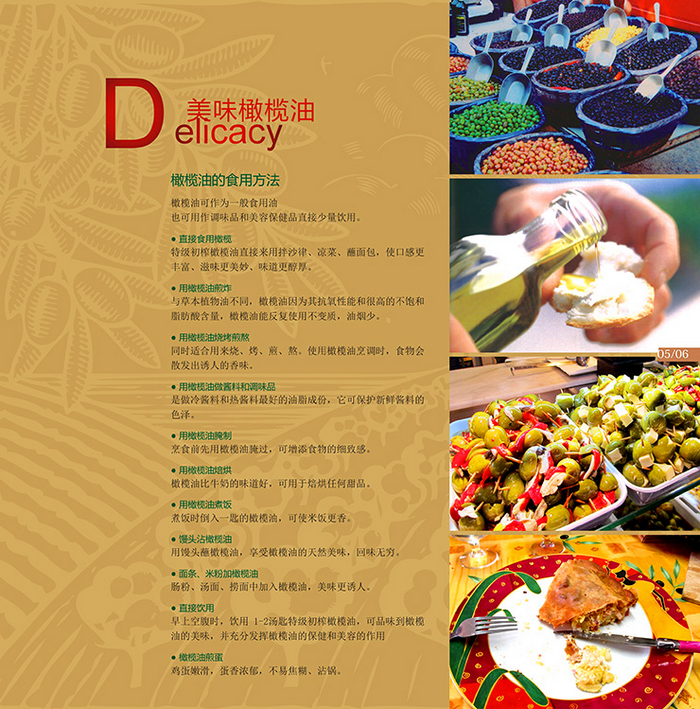 美味橄榄油
Delicacy
橄榄油的食用方法
橄榄油可作为一般食用油
也可用作调味品和美容保健品直接少量饮用。
● 直接食用橄榄
特级初榨橄榄油直接来用拌沙律、凉菜、蘸面包，使口感更
丰富、滋味更美妙、味道更醇厚。
● 用橄榄油煎炸
与草本植物油不同，橄榄油因为其抗氧性能和很高的不饱和
脂肪酸含量，橄榄油能反复使用不变质，油烟少。
● 用橄榄油烧烤煎熬
同时适合用来烧、烤、煎、熬。使用橄榄油烹调时，食物会
散发出诱人的香味。
● 用橄榄油做酱料和调味品
是做冷酱料和热酱料最好的油脂成份，它可保护新鲜酱料的
色泽。
● 用橄榄油腌制
烹食前先用橄榄油腌过，可增添食物的细致感。
● 用橄榄油焙烘
橄榄油比牛奶的味道好，可用于焙烘任何甜品。
● 用橄榄油煮饭
煮饭时倒入一匙的橄榄油，可使米饭更香。
● 馒头沾橄榄油
用馒头蘸橄榄油，享受橄榄油的天然美味，回味无穷。
● 面条、米粉加橄榄油
肠粉、汤面、捞面中加入橄榄油，美味更诱人。
● 直接饮用
早上空腹时，饮用 1-2汤匙特级初榨橄榄油，可品味到橄榄
油的美味，并充分发挥橄榄油的保健和美容的作用
● 橄榄油煎蛋
鸡蛋嫩滑，蛋香浓郁，不易焦糊、沾锅。
05/06